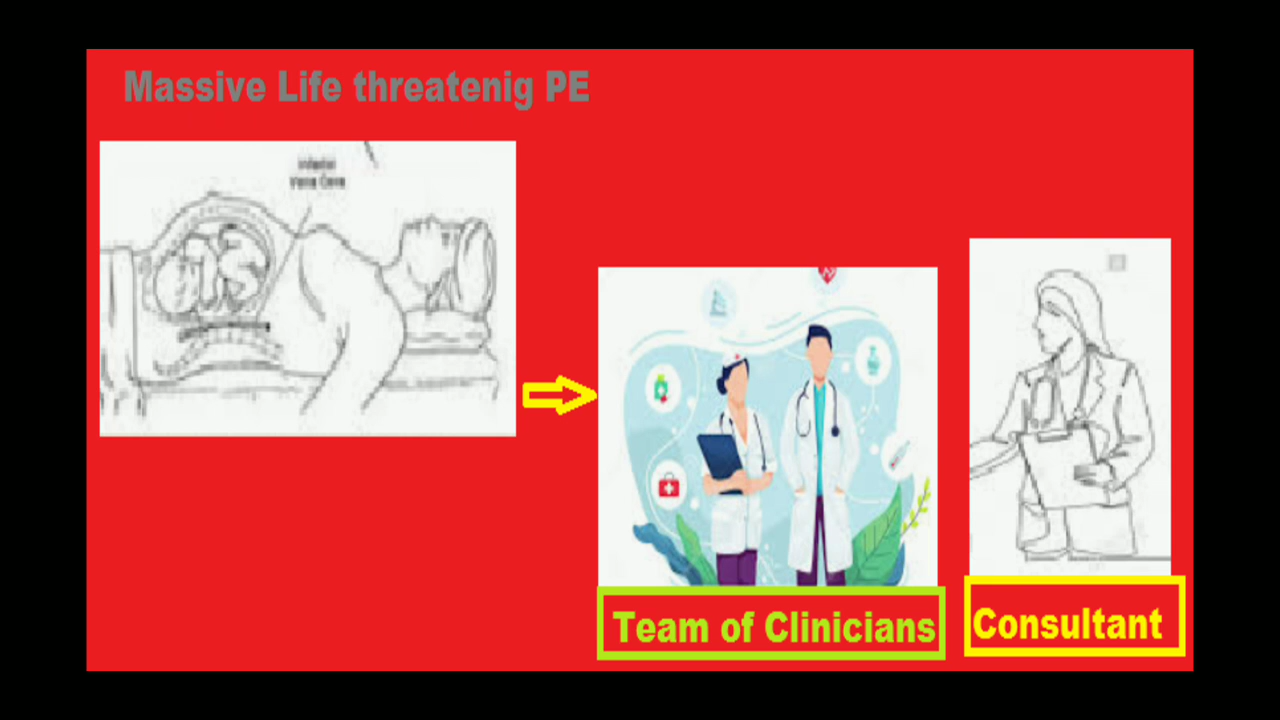 Massive Life threatenig PE
Inferior
Vena Cava
Team of Clinicians
Consultant